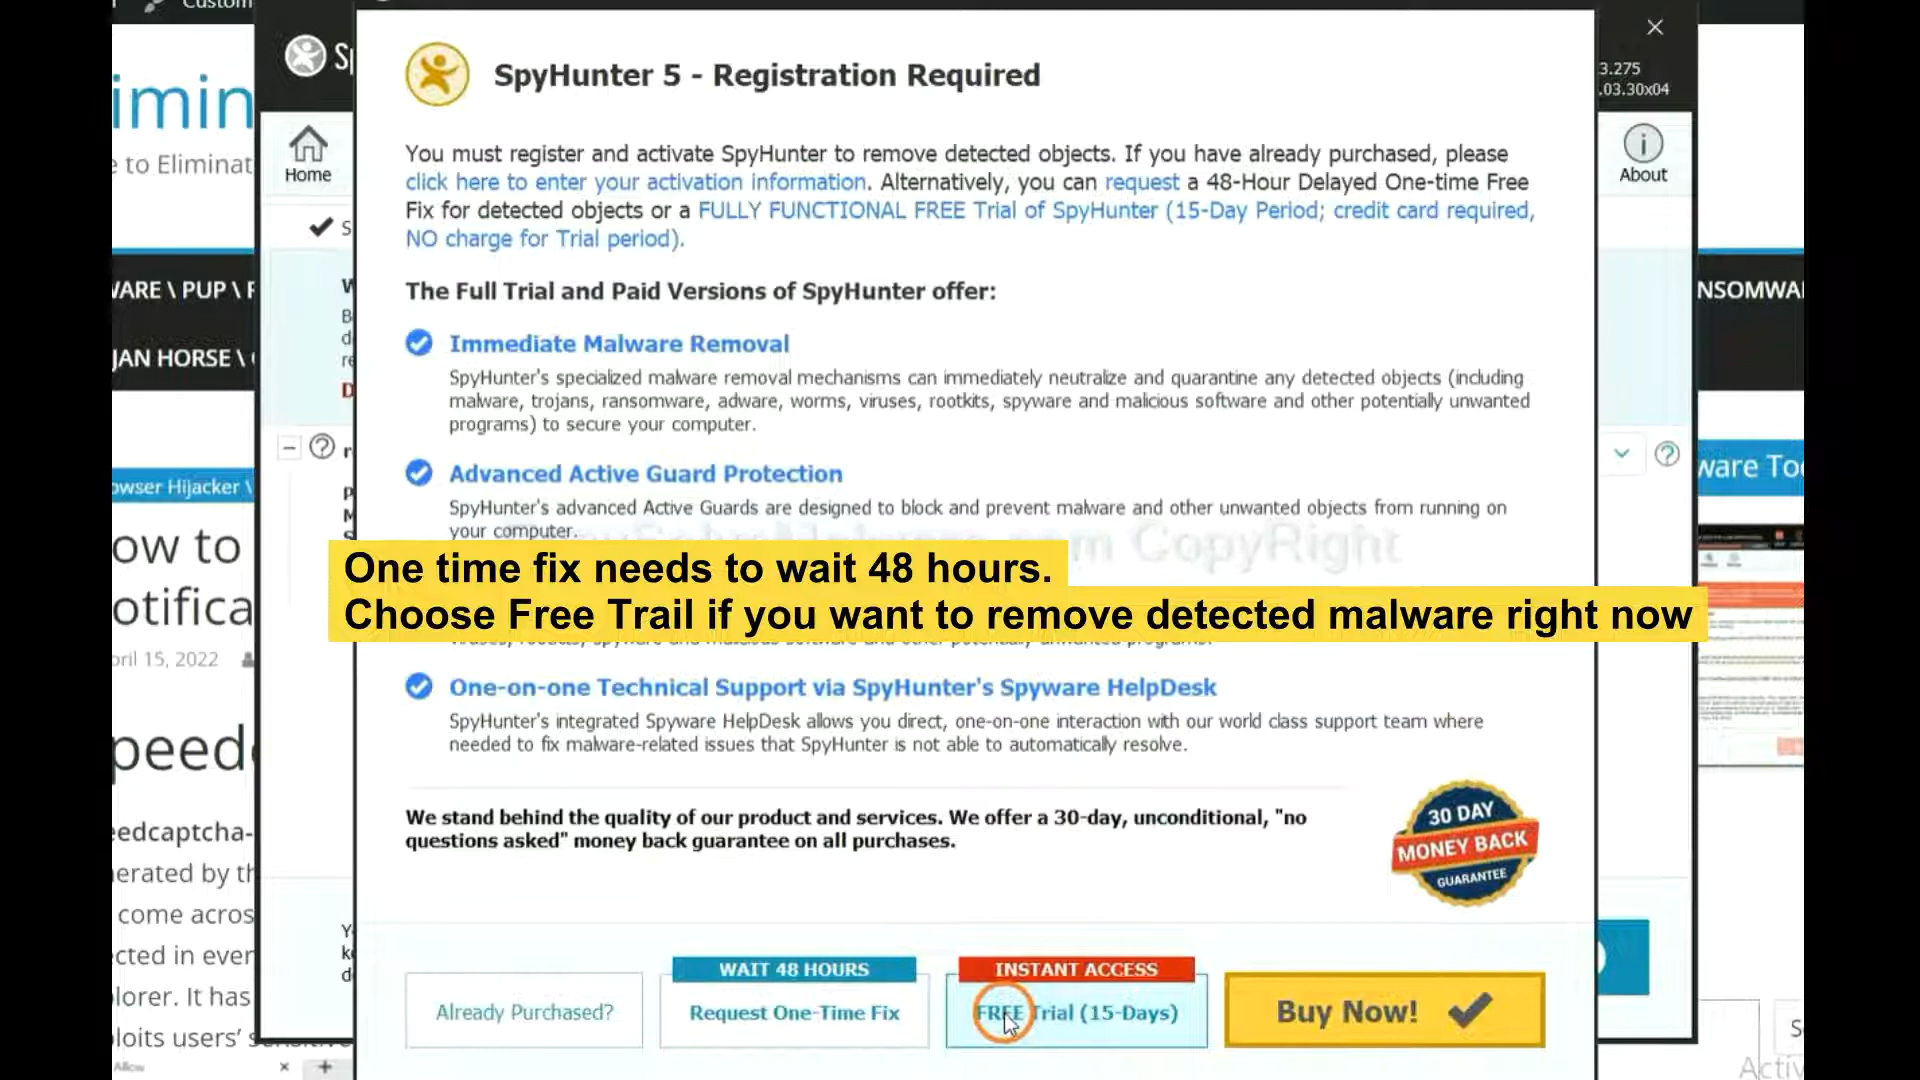 Custom
SpyHunter 5 - Registration Required
3.275
.03.30x04
imin
e to Eliminat
Home
About
You must register and activate SpyHunter to remove detected objects. If you have already purchased, please
click here to enter your activation information. Alternatively, you can request a 48-Hour Delayed One-time Free
Fix for detected objects or a FULLY FUNCTIONAL FREE Trial of SpyHunter (15-Day Period; credit card required,
NO charge for Trial period).
WARE \ PUP \
NSOMWA
The Full Trial and Paid Versions of SpyHunter offer:
JAN HORSE \
Immediate Malware Removal
SpyHunter's specialized malware removal mechanisms can immediately neutralize and quarantine any detected objects (including
malware, trojans, ransomware, adware, worms, viruses, rootkits, spyware and malicious software and other potentially unwanted
programs) to secure your computer.
Advanced Active Guard Protection
SpyHunter's advanced Active Guards are designed to block and prevent malware and other unwanted objects from running on
your computer.
owser Hijacker \
ware Too
CopyRight
ow to
otifica
One time fix needs to wait 48 hours.
Choose Free Trail if you want to remove detected malware right now
pril 15, 2022
One-on-one Technical Support via SpyHunter's Spyware HelpDesk
SpyHunter's integrated Spyware HelpDesk allows you direct, one-on-one interaction with our world class support team where
needed to fix malware-related issues that SpyHunter is not able to automatically resolve.
peed
We stand behind the quality of our product and services. We offer a 30-day, unconditional, "no
questions asked" money back guarantee on all purchases.
30 DAY
MONEY BACK
GUARANTEE
edcaptcha-
erated by th
come across
cted in ever
lorer. It has
loits users'
WAIT 48 HOURS
INSTANT ACCESS
Already Purchased?
Request One-Time Fix
FREE Trial (15-Days)
Buy Now!
Allow
Activ